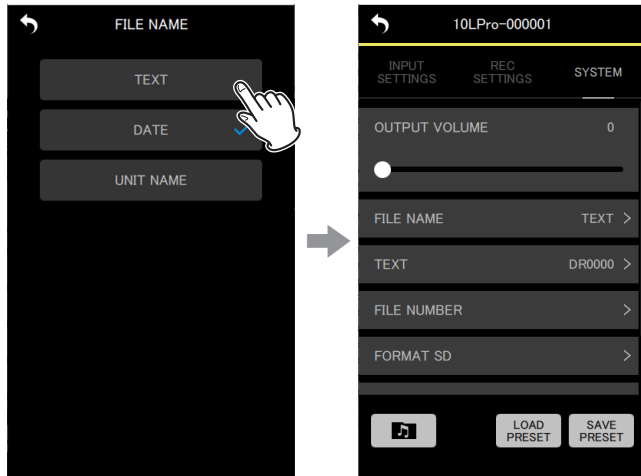 FILE NAME
TEXT
DATE
UNIT NAME
10LPro-000001
INPUT
SETTINGS
REC
SETTINGS
SYSTEM
OUTPUT VOLUME 0
FILE NAME TEXT >
TEXT DR0000 >
FILE NUMBER >
FORMAT SD >
LOAD
PRESET
SAVE
PRESET